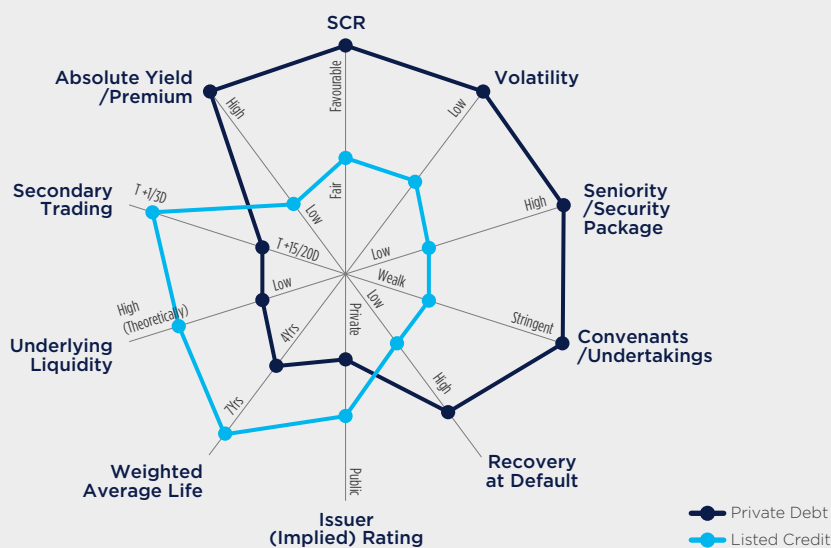 SCR
Favourable
Fair
Absolute Yield
/Premium
High
Low
Volatility
Low
Secondary
Trading
T +1/3D
T +15/20D
Seniority
/Security
Package
High
Low
Underlying
Liquidity
High
(Theoretically)
Low
Wealk
Stringent
Convenants
/Undertakings
Weighted
Average Life
4Yrs
7Yrs
Private
Public
Issuer
(Implied) Rating
Low
High
Recovery
at Default
Private Debt
Listed Credit